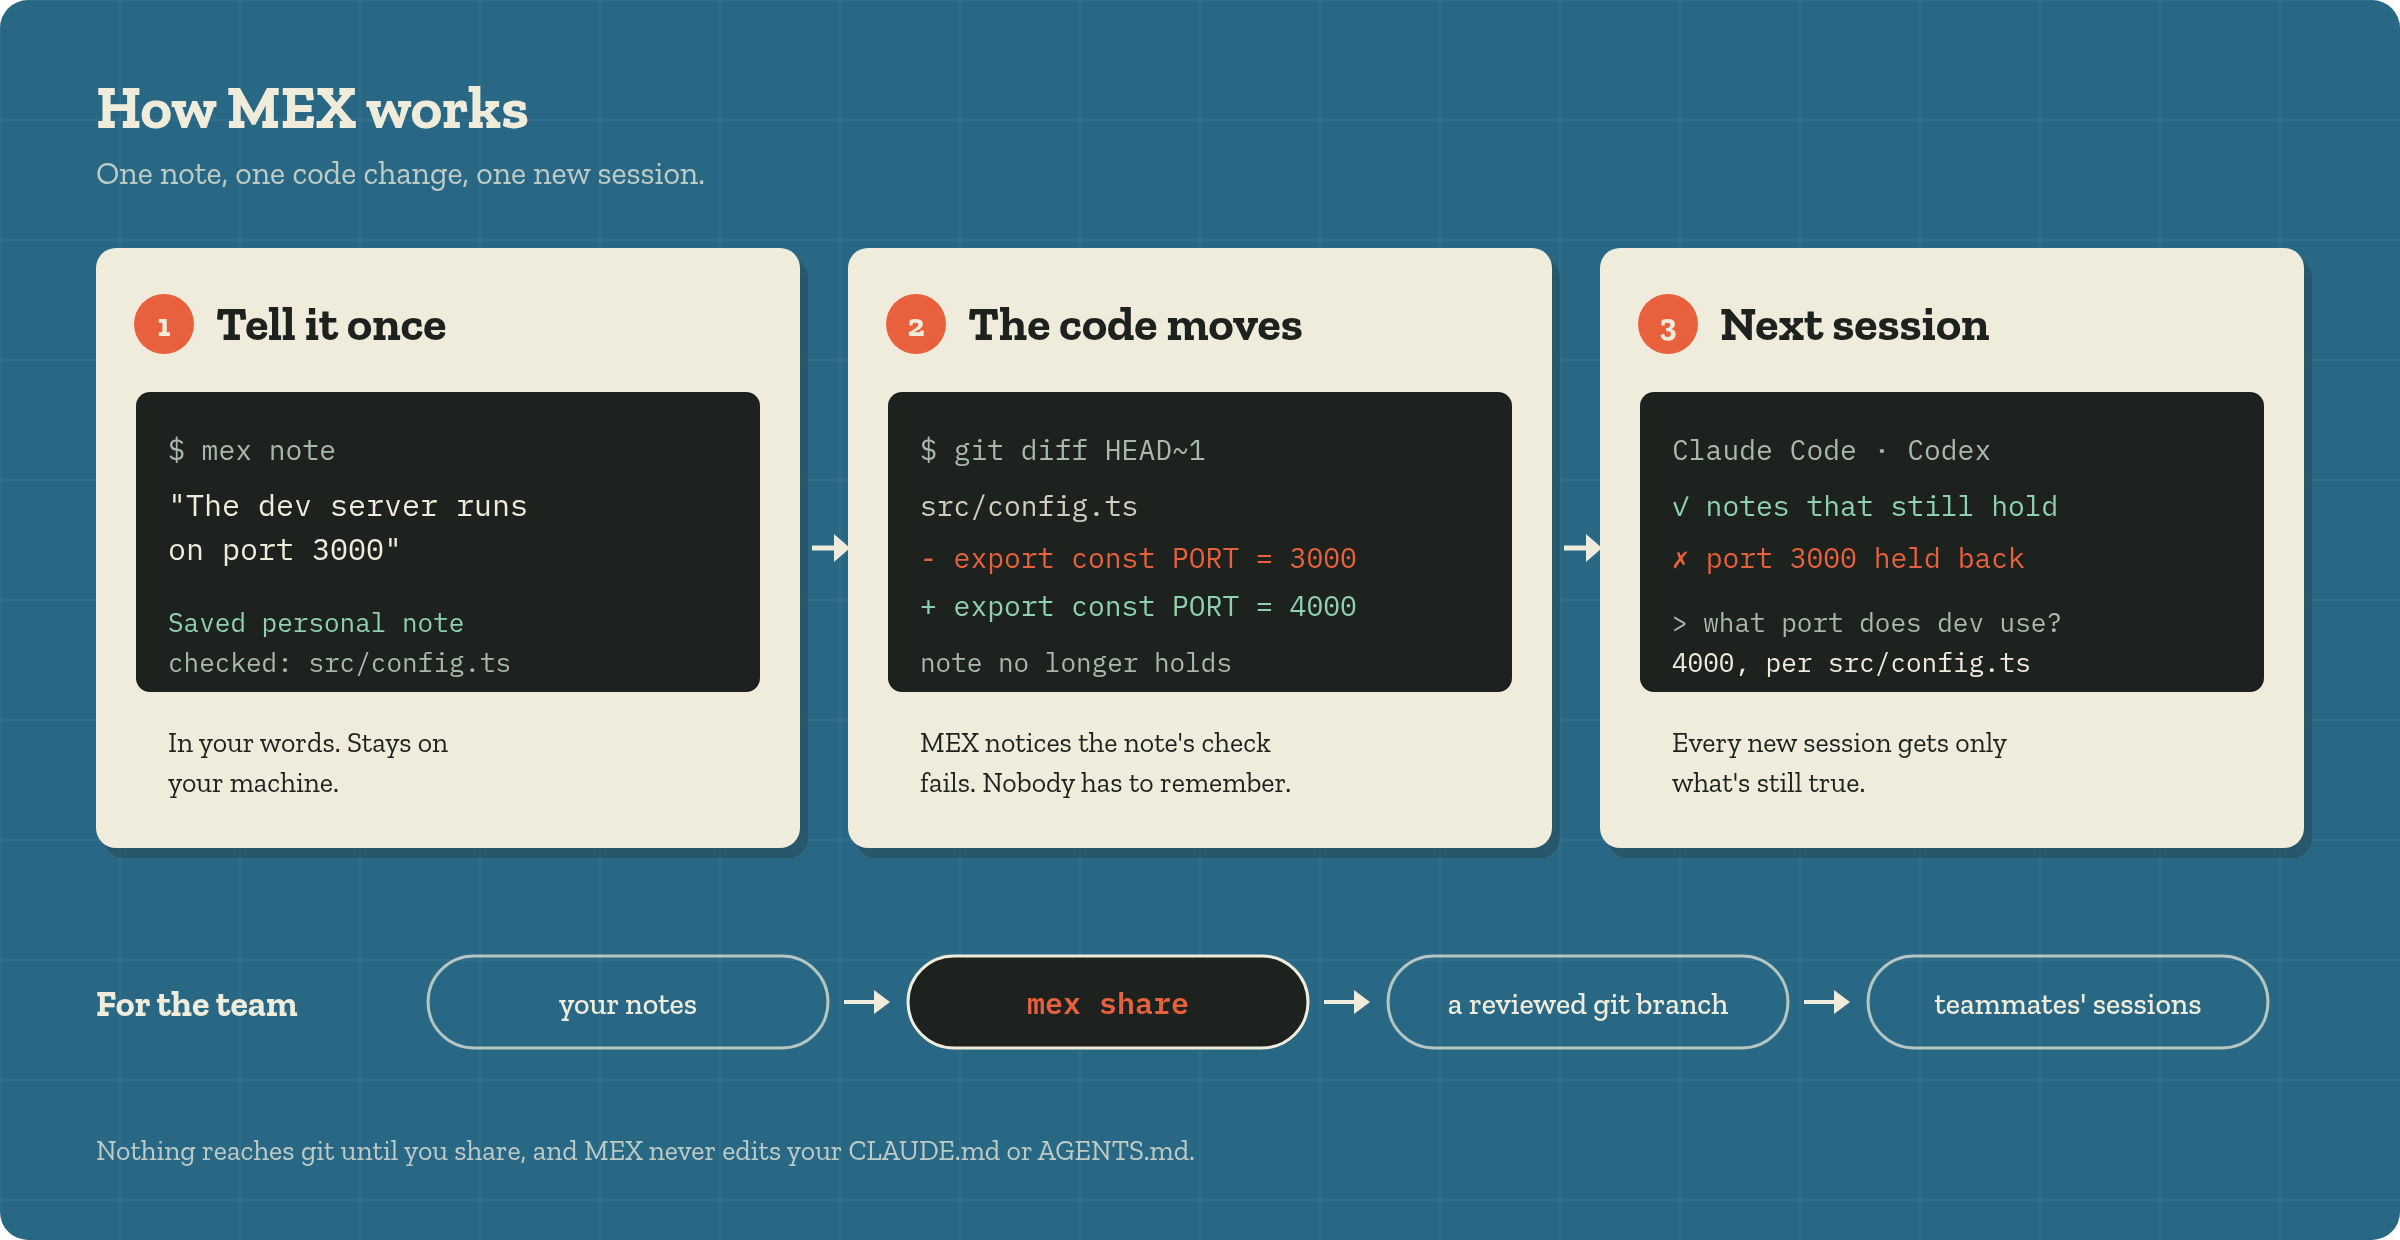 How MEX works
One note, one code change, one new session.
1 Tell it once
$ mex note
"The dev server runs
on port 3000"
Saved personal note
checked: src/config.ts
In your words. Stays on
your machine.
2 The code moves
$ git diff HEAD~1
src/config.ts
- export const PORT = 3000
+ export const PORT = 4000
note no longer holds
MEX notices the note's check
fails. Nobody has to remember.
3 Next session
Claude Code · Codex
✓ notes that still hold
✗ port 3000 held back
> what port does dev use?
4000, per src/config.ts
Every new session gets only
what's still true.
For the team
your notes
mex share
a reviewed git branch
teammates' sessions
Nothing reaches git until you share, and MEX never edits your CLAUDE.md or AGENTS.md.